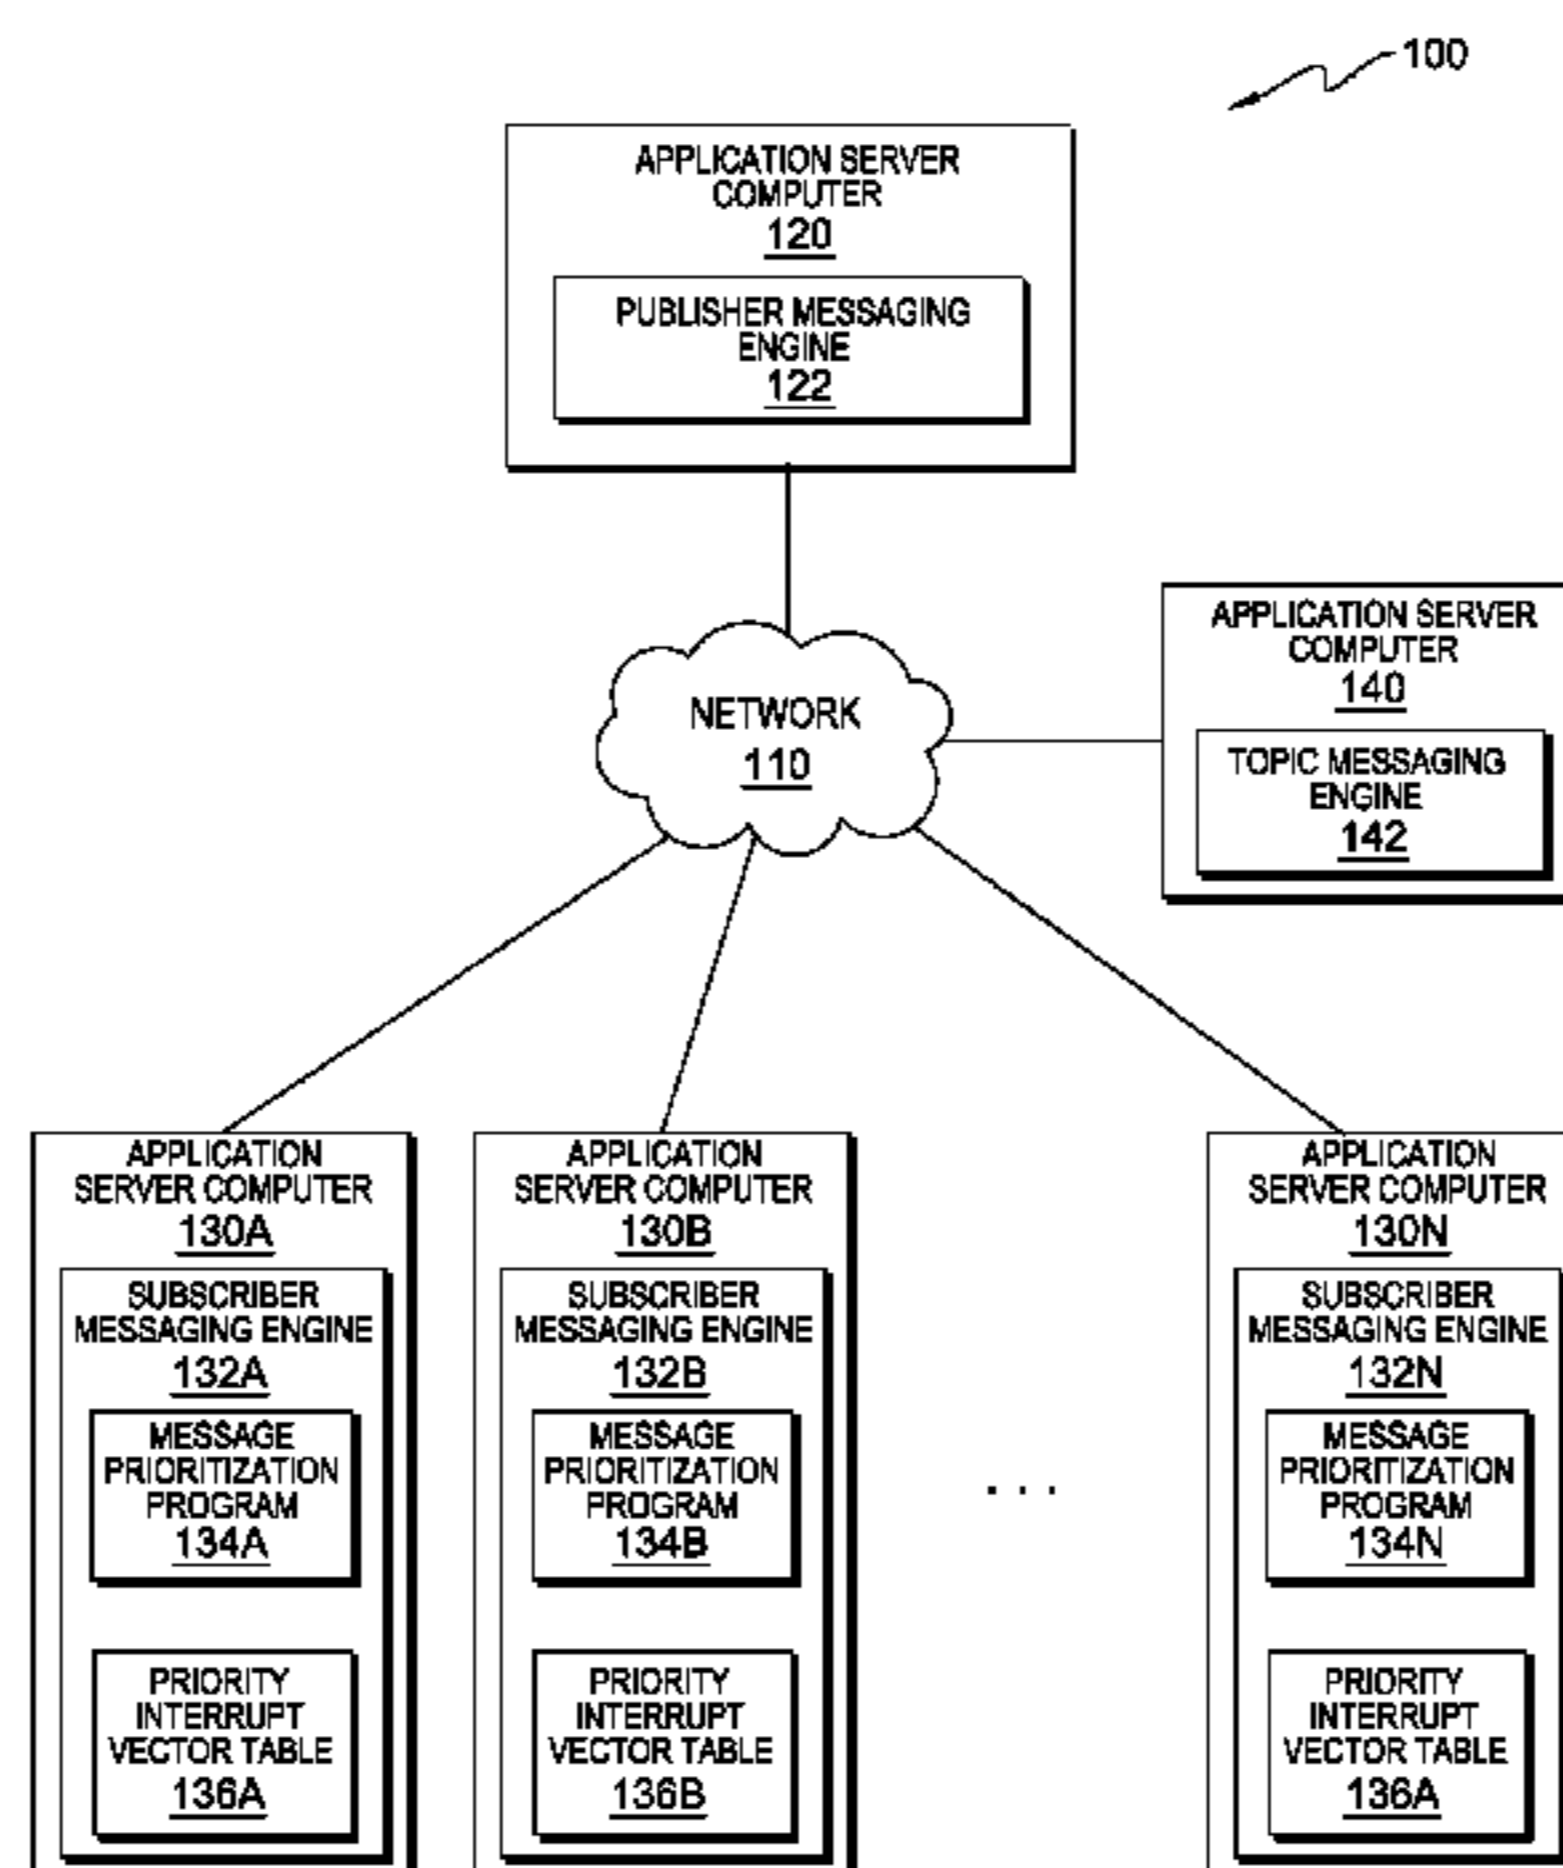 100
APPLICATION SERVER
COMPUTER
120
PUBLISHER MESSAGING
ENGINE
122
APPLICATION SERVER
COMPUTER
140
TOPIC MESSAGING
ENGINE
142
NETWORK
110
APPLICATION
SERVER COMPUTER
130A
SUBSCRIBER
MESSAGING ENGINE
132A
MESSAGE
PRIORITIZATION
PROGRAM
134A
PRIORITY
INTERRUPT
VECTOR TABLE
136A
APPLICATION
SERVER COMPUTER
130B
SUBSCRIBER
MESSAGING ENGINE
132B
MESSAGE
PRIORITIZATION
PROGRAM
134B
PRIORITY
INTERRUPT
VECTOR TABLE
136B
. . .
APPLICATION
SERVER COMPUTER
130N
SUBSCRIBER
MESSAGING ENGINE
132N
MESSAGE
PRIORITIZATION
PROGRAM
134N
PRIORITY
INTERRUPT
VECTOR TABLE
136A